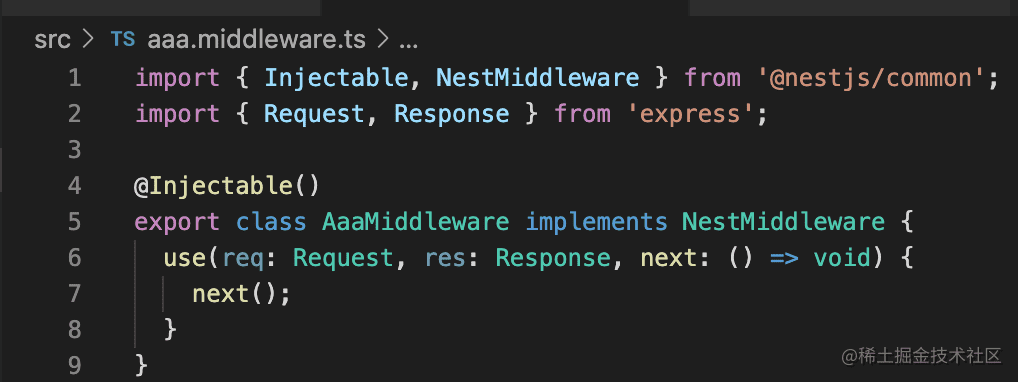 src > TS aaa.middleware.ts > ...
1 import { Injectable, NestMiddleware } from '@nestjs/common';
2 import { Request, Response } from 'express';
3
4 @Injectable()
5 export class AaaMiddleware implements NestMiddleware {
6   use(req: Request, res: Response, next: () => void) {
7     next();
8   }
9 }
@稀土掘金技术社区